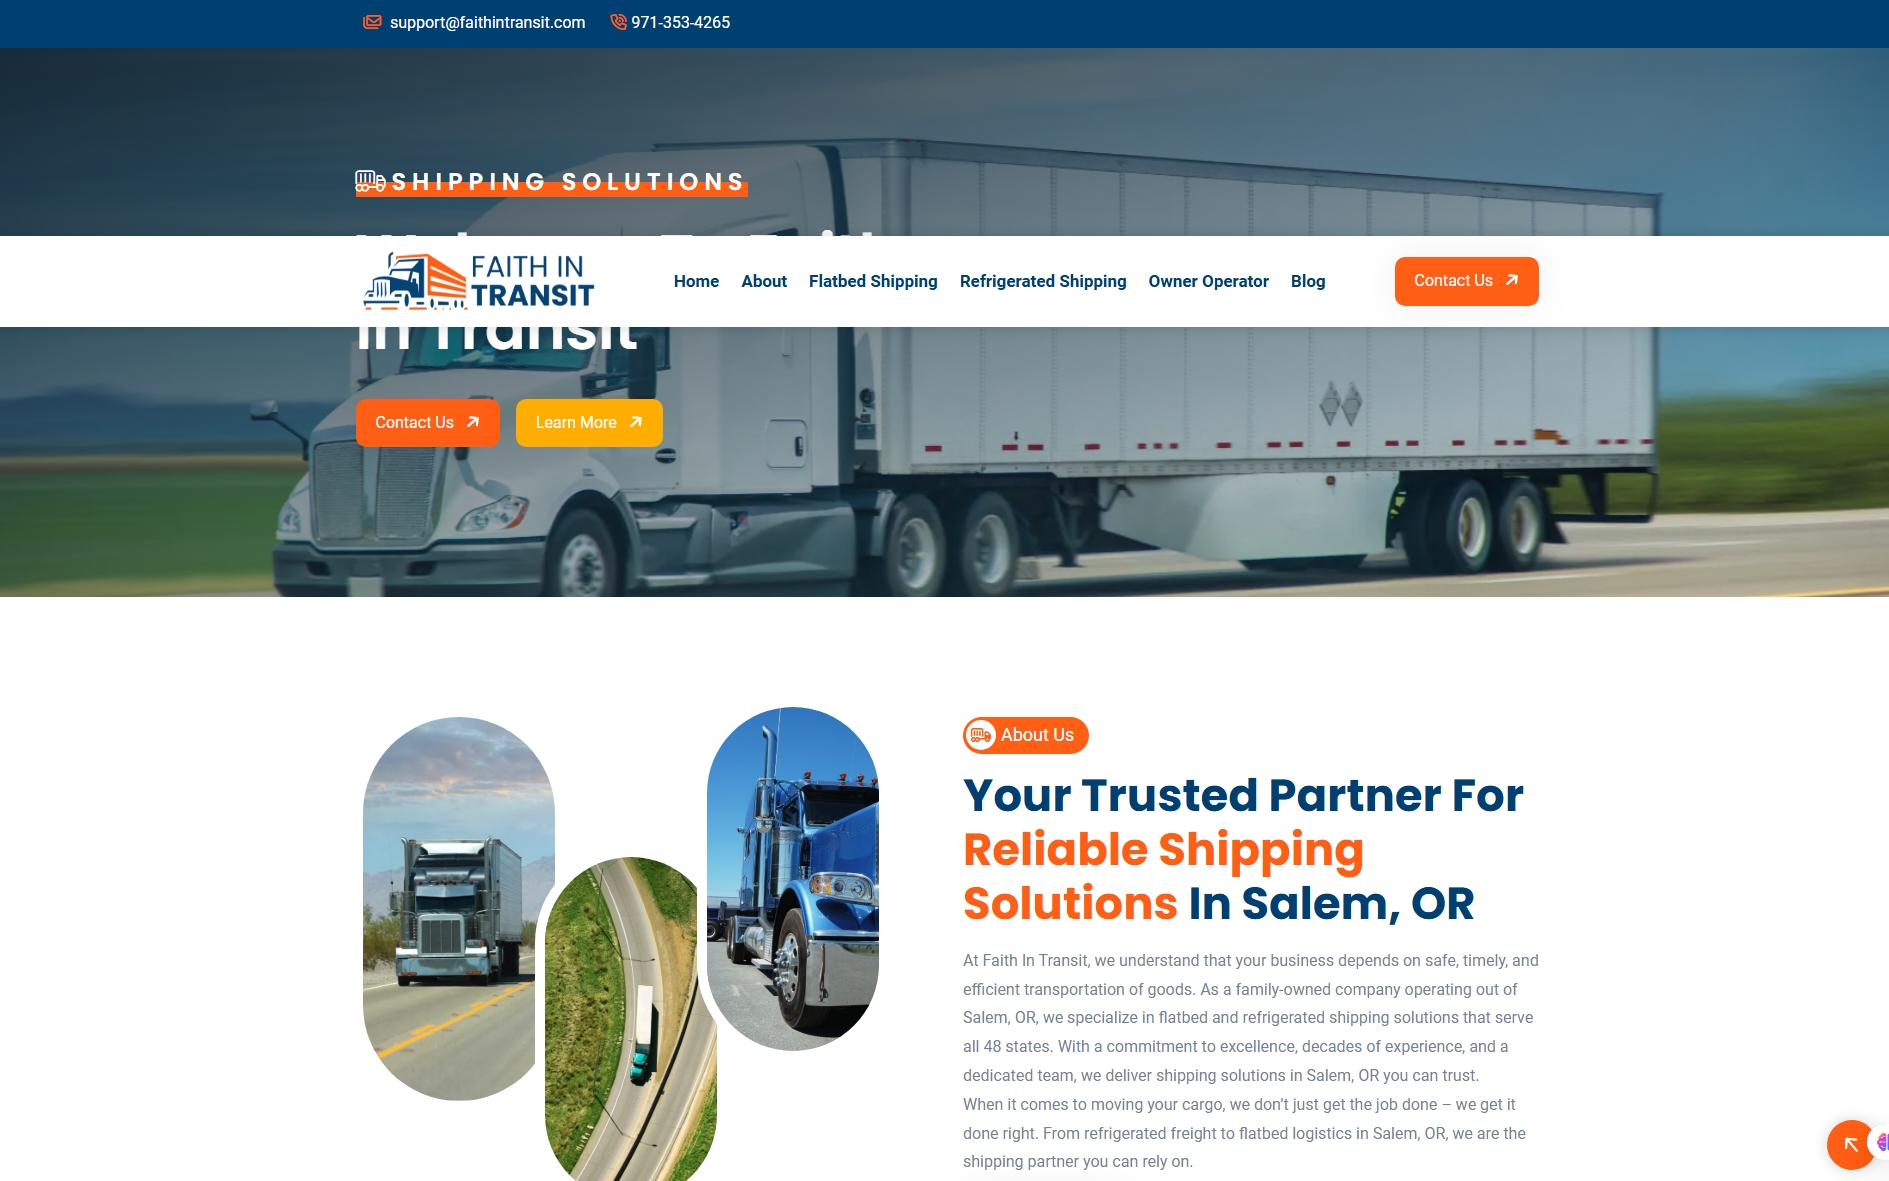 support@faithintransit.com 971-353-4265
SHIPPING SOLUTIONS
FAITH IN
TRANSIT
Home About Flatbed Shipping Refrigerated Shipping Owner Operator Blog Contact Us
In Transit
Contact Us Learn More
About Us
Your Trusted Partner For
Reliable Shipping
Solutions In Salem, OR
At Faith In Transit, we understand that your business depends on safe, timely, and
efficient transportation of goods. As a family-owned company operating out of
Salem, OR, we specialize in flatbed and refrigerated shipping solutions that serve
all 48 states. With a commitment to excellence, decades of experience, and a
dedicated team, we deliver shipping solutions in Salem, OR you can trust.
When it comes to moving your cargo, we don’t just get the job done – we get it
done right. From refrigerated freight to flatbed logistics in Salem, OR, we are the
shipping partner you can rely on.